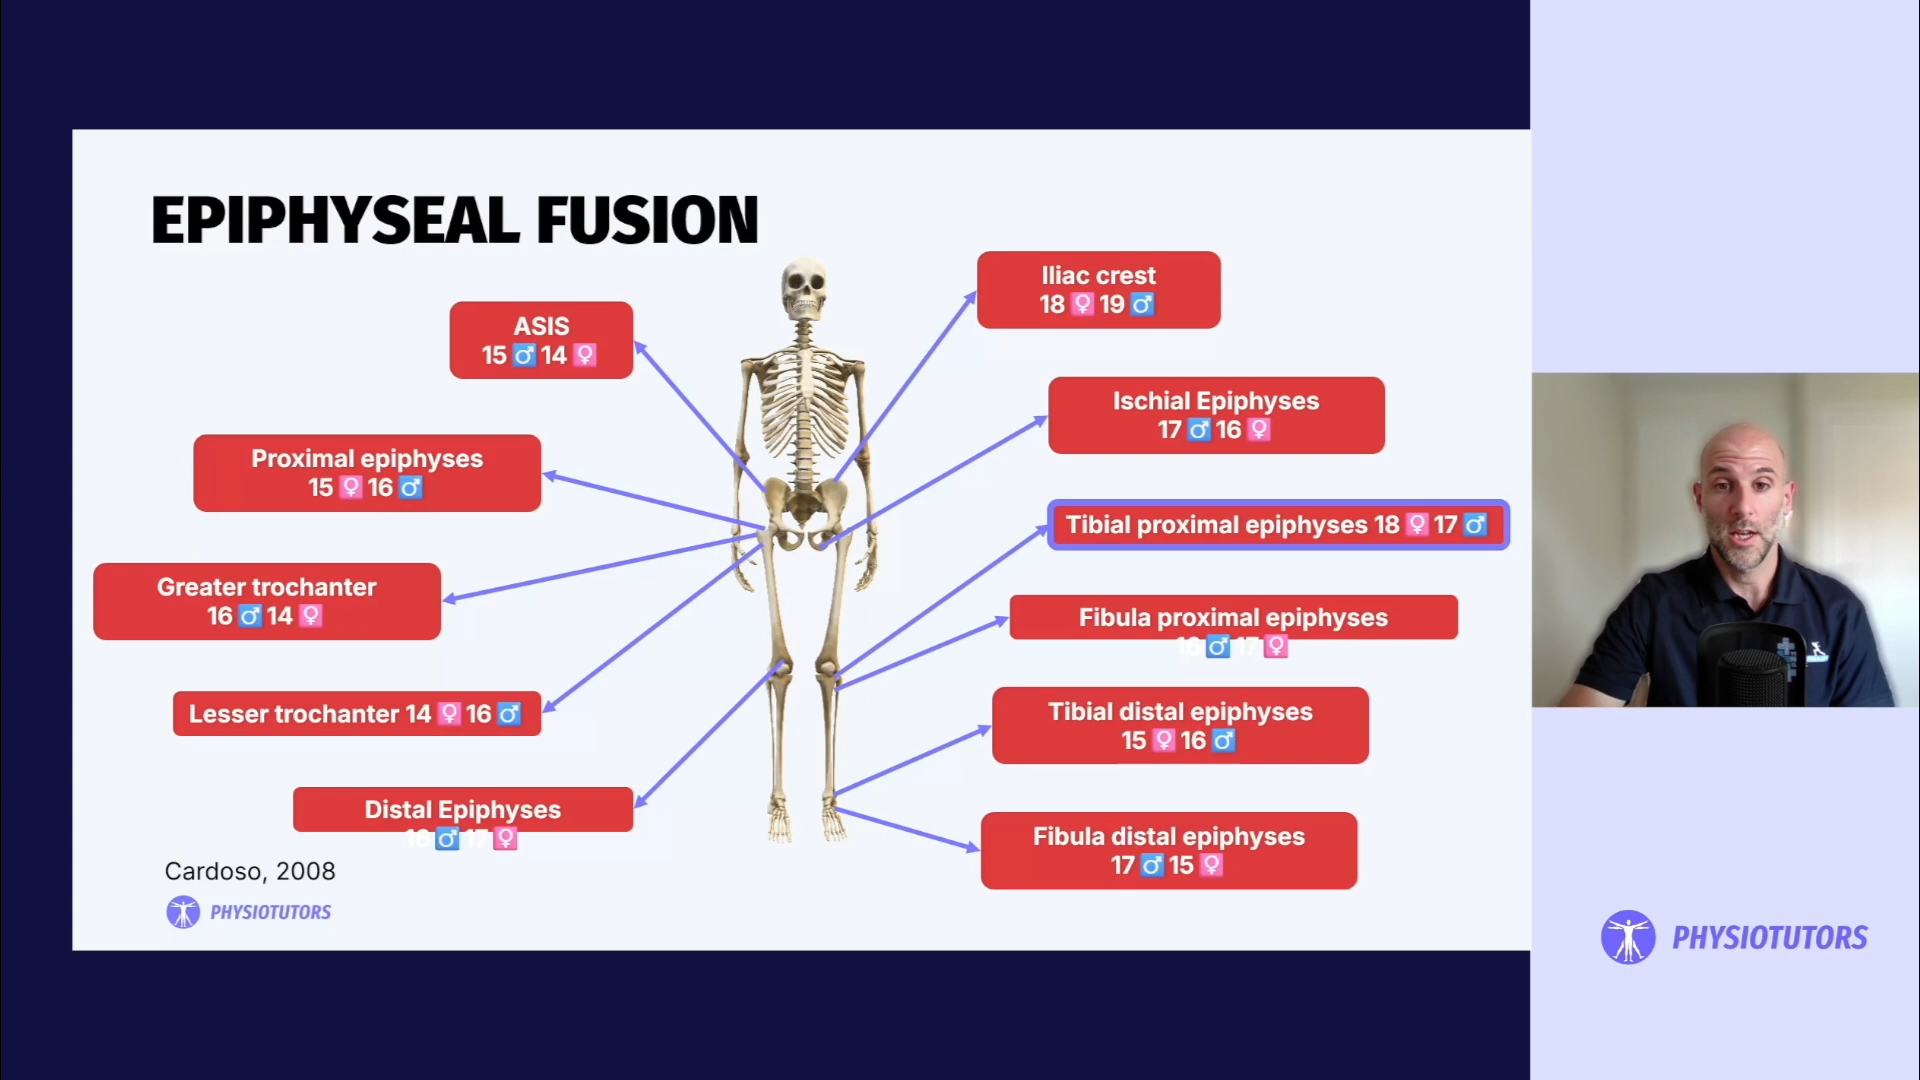 EPIPHYSEAL FUSION
ASIS
15 ♂ 14 ♀
Proximal epiphyses
15 ♀ 16 ♂
Greater trochanter
16 ♂ 14 ♀
Lesser trochanter 14 ♀ 16 ♂
Distal Epiphyses
♂ 17 ♀
Cardoso, 2008
PHYSIOTUTORS
Iliac crest
18 ♀ 19 ♂
Ischial Epiphyses
17 ♂ 16 ♀
Tibial proximal epiphyses 18 ♀ 17 ♂
Fibula proximal epiphyses
♂ 17 ♀
Tibial distal epiphyses
15 ♀ 16 ♂
Fibula distal epiphyses
17 ♂ 15 ♀
PHYSIOTUTORS